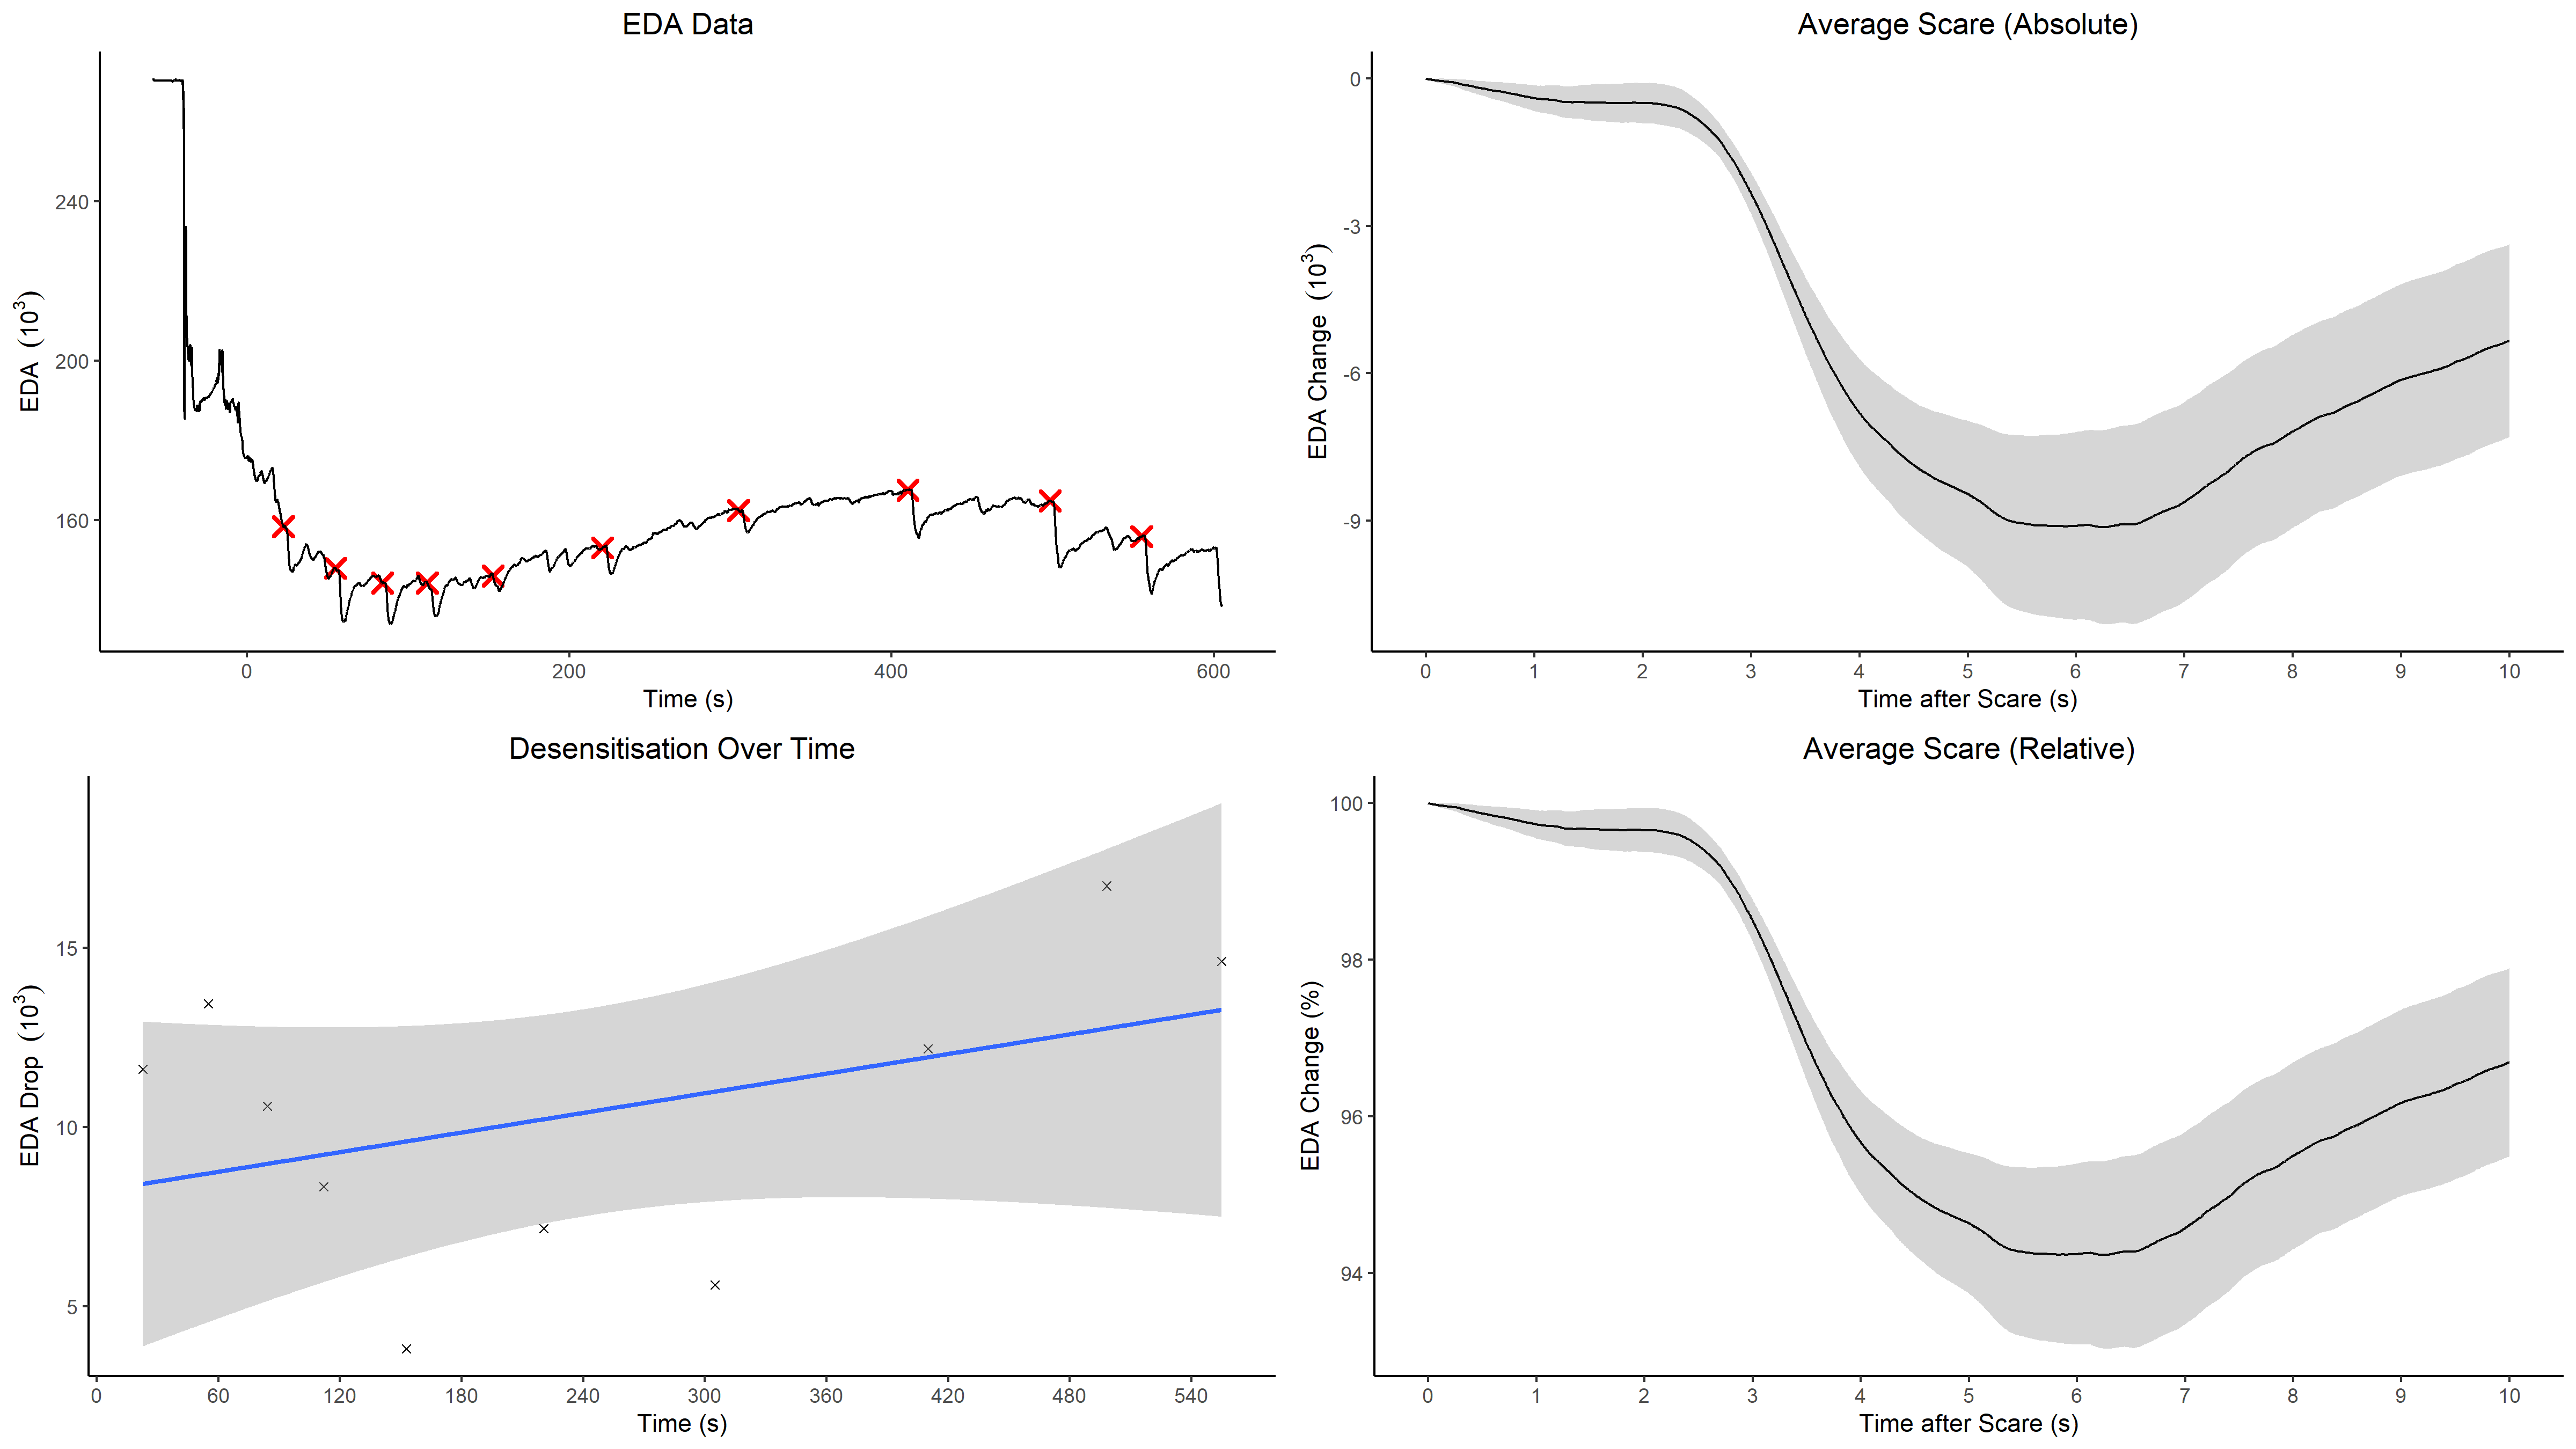 EDA Data
EDA (10³)
240
200
160
0 200 400 600
Time (s)
Average Scare (Absolute)
EDA Change (10³)
0
-3
-6
-9
0 1 2 3 4 5 6 7 8 9 10
Time after Scare (s)
Desensitisation Over Time
EDA Drop (10³)
15
10
5
0 60 120 180 240 300 360 420 480 540
Time (s)
Average Scare (Relative)
EDA Change (%)
100
98
96
94
0 1 2 3 4 5 6 7 8 9 10
Time after Scare (s)